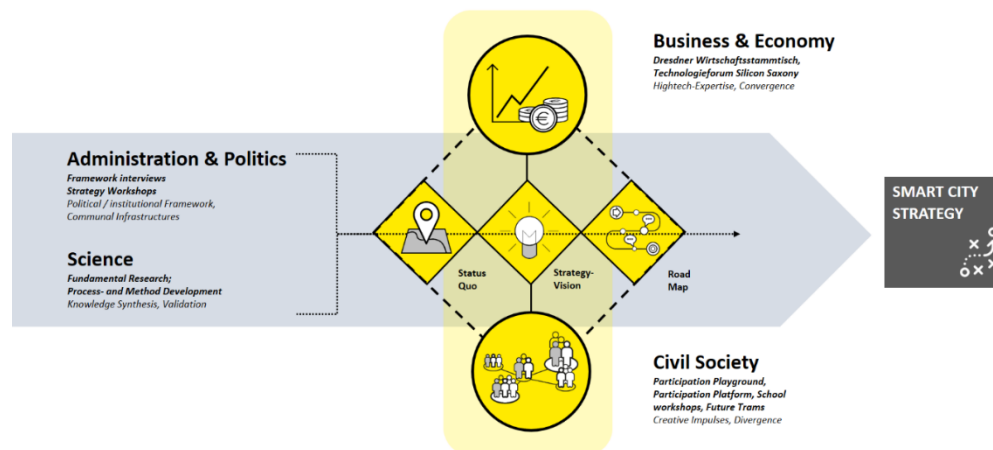 Business & Economy
Dresdner Wirtschaftsstammtisch,
Technologieforum Silicon Saxony
Hightech-Expertise, Convergence
Administration & Politics
Framework interviews
Strategy Workshops
Political / institutional Framework,
Communal Infrastructures
Science
Fundamental Research;
Process- and Method Development
Knowledge Synthesis, Validation
Status
Quo
Strategy-
Vision
Road
Map
SMART CITY
STRATEGY
Civil Society
Participation Playground,
Participation Platform, School
workshops, Future Trams
Creative Impulses, Divergence